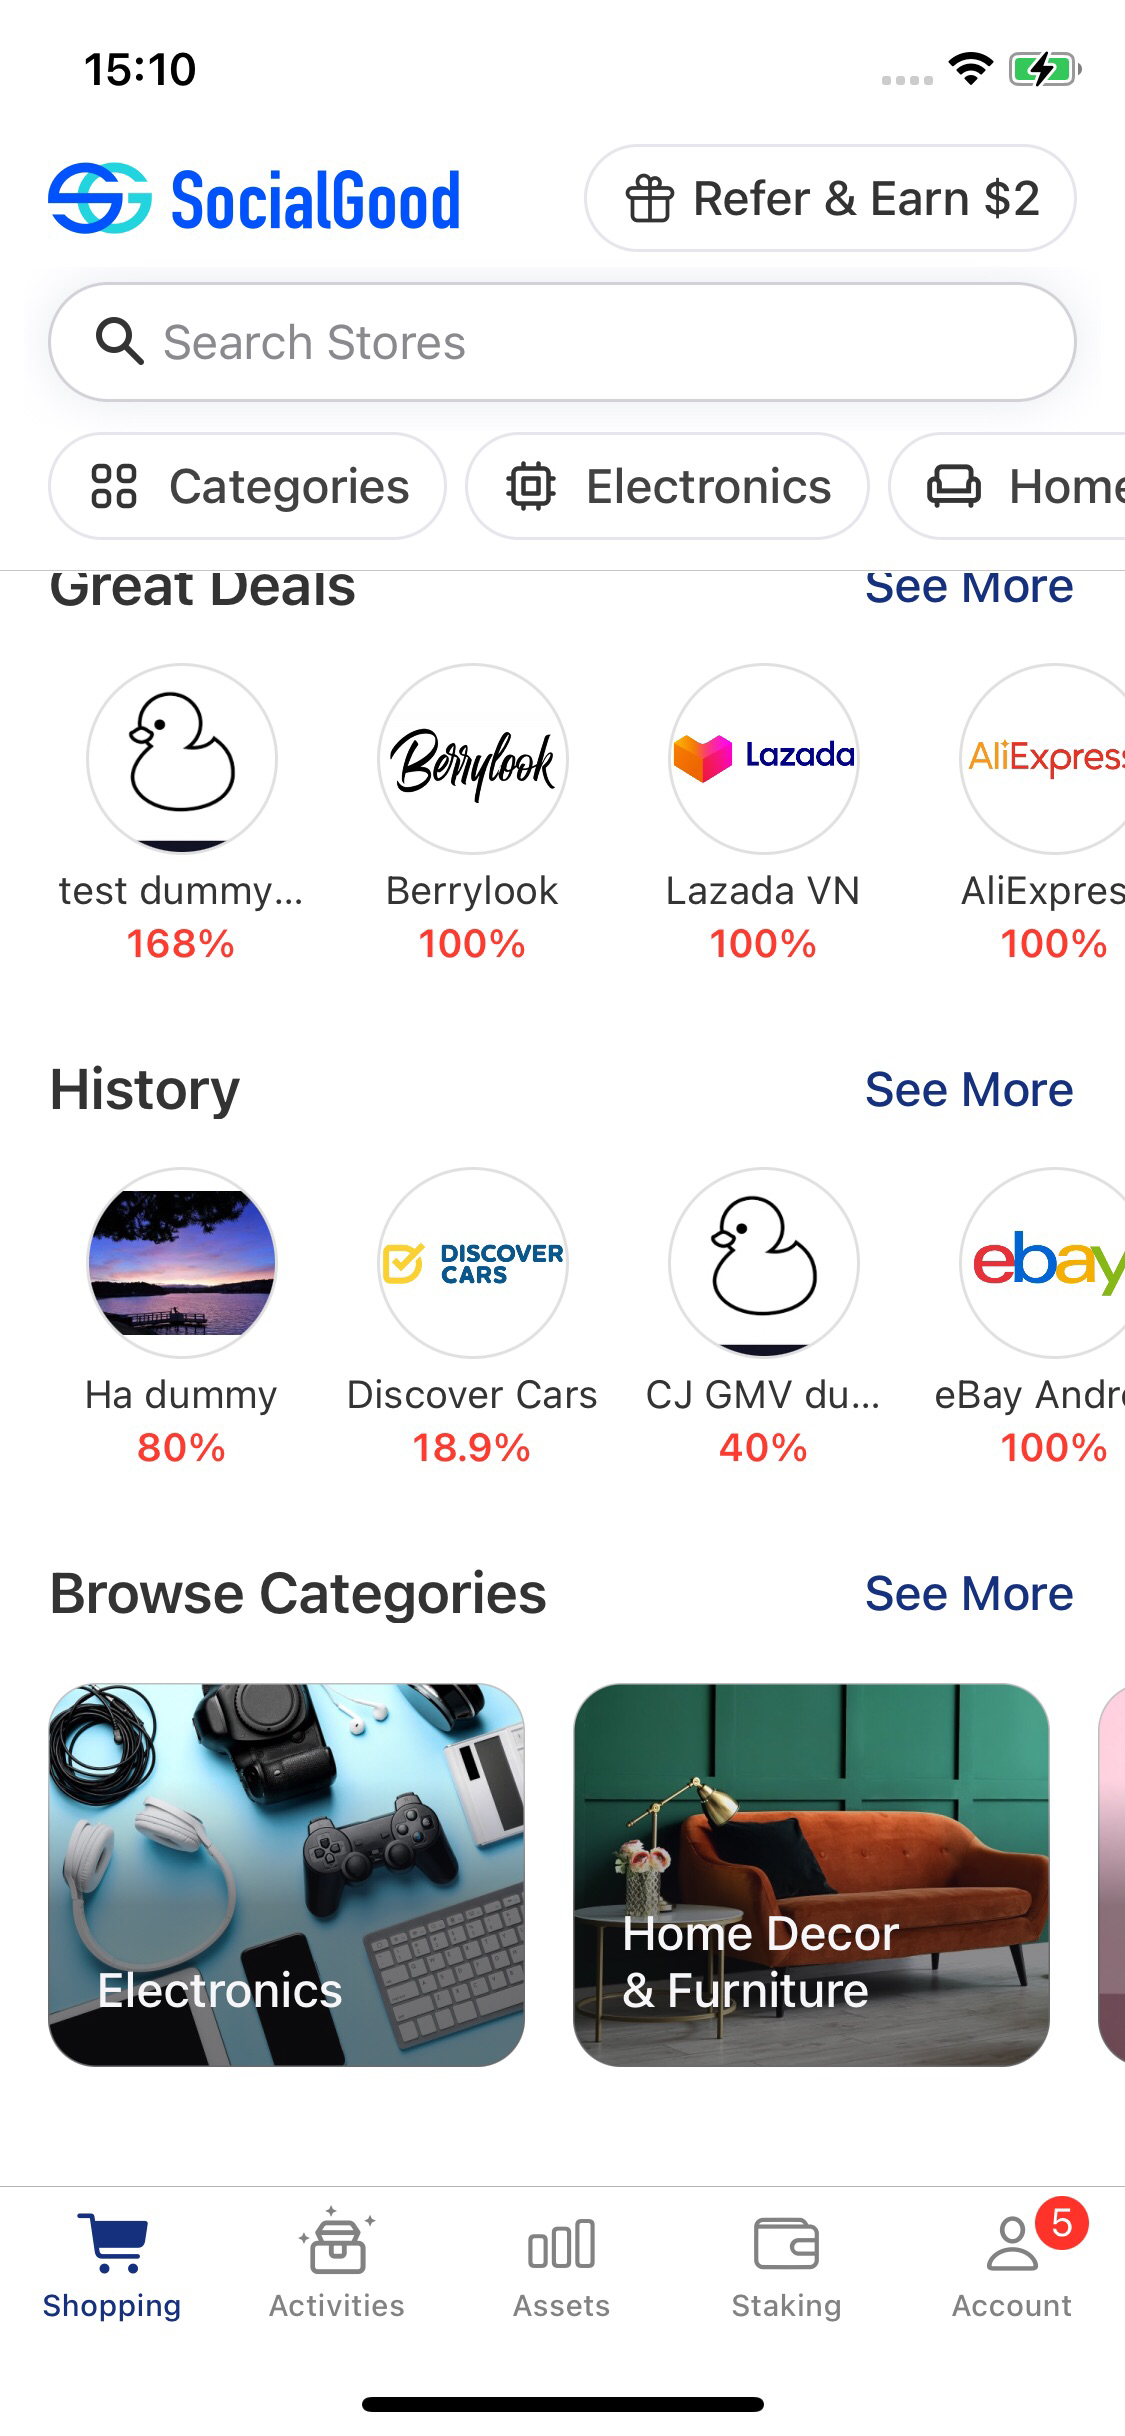 15:10
SocialGood
Refer & Earn $2
Search Stores
Categories
Electronics
Home
Great Deals
See More
Berrylook
Lazada
AliExpress
test dummy...
Berrylook
Lazada VN
AliExpres
168%
100%
100%
100%
History
See More
DISCOVER
CARS
ebay
Ha dummy
Discover Cars
CJ GMV du...
eBay Andr
80%
18.9%
40%
100%
Browse Categories
See More
Electronics
Home Decor
& Furniture
5
Shopping
Activities
Assets
Staking
Account